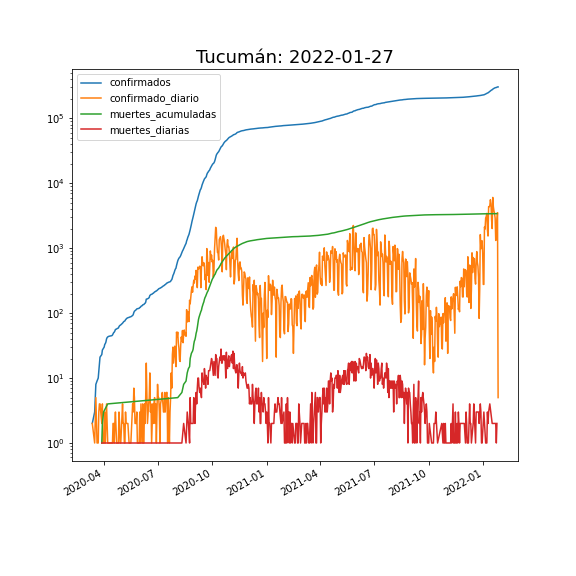 Tucumán: 2022-01-27
confirmados
confirmado_diario
muertes_acumuladas
muertes_diarias
10⁵
10⁴
10³
10²
10¹
10⁰
2020-04
2020-07
2020-10
2021-01
2021-04
2021-07
2021-10
2022-01